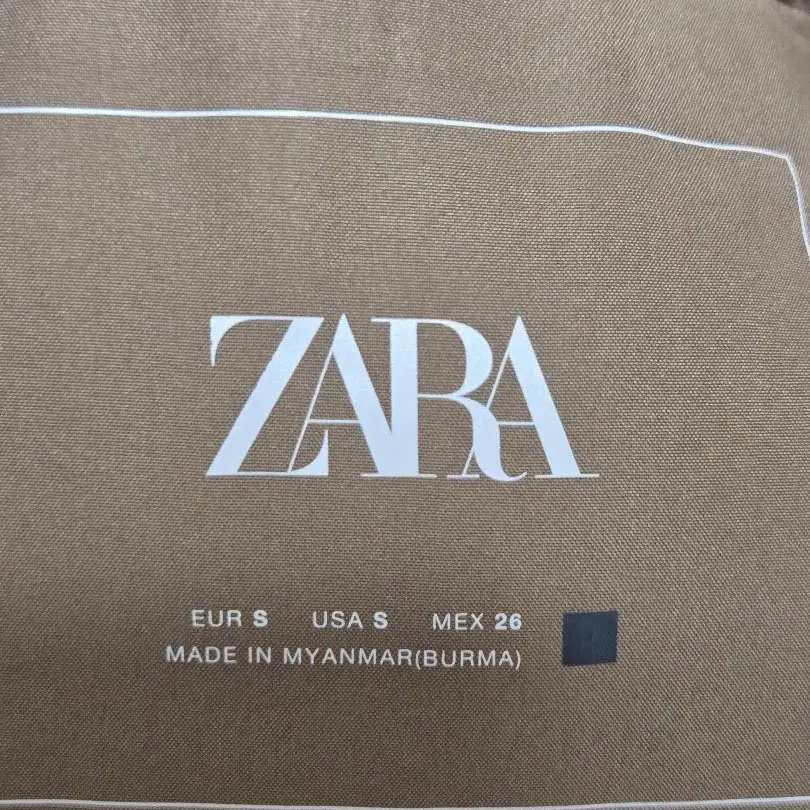 ZARA
EUR S USA S MEX 26
MADE IN MYANMAR(BURMA)